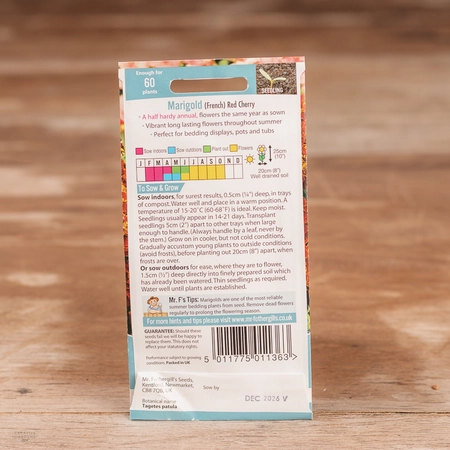 Enough for
60
plants
SEEDLING
Marigold (French) Red Cherry
· A half hardy annual, flowers the same year as sown
· Vibrant long lasting flowers throughout summer
· Perfect for bedding displays, pots and tubs
Sow indoors Sow outdoors Plant out Flowers
J F M A M J J A S O N D
25cm
(10")
20cm (8")
Well drained soil
To Sow & Grow
Sow indoors, for surest results, 0.5cm (¼") deep, in trays
of compost. Water well and place in a warm position. A
temperature of 15-20˚C (60-68˚F) is ideal. Keep moist.
Seedlings usually appear in 14-21 days. Transplant
seedlings 5cm (2") apart to other trays when large
enough to handle. (Always handle by a leaf, never by
the stem.) Grow on in cooler, but not cold conditions.
Gradually accustom young plants to outside conditions
(avoid frosts), before planting out 20cm (8") apart, when
frosts are over.
Or sow outdoors for ease, where they are to flower,
1.5cm (½") deep directly into finely prepared soil which
has already been watered. Thin seedlings as required.
Water well until plants are established.
Mr. F's Tips: Marigolds are one of the most reliable
summer bedding plants from seed. Remove dead-flowers
regularly to prolong the flowering season.
For more hints and tips please visit www.mr-fothergills.co.uk
GUARANTEE: Should these
seeds fail we will be happy to
replace them. This does not
affect your statutory rights.
Performance subject to growing
conditions. Packed in UK
5 011775 011363 >
Mr. Fothergill's Seeds,
Kentford, Newmarket,
CB8 7QB, UK
Sow by
DEC 2026 V
Botanical name
Tagetes patula